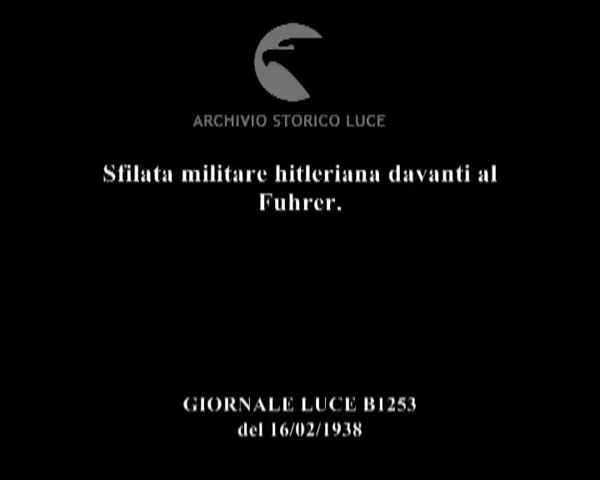 ARCHIVIO STORICO LUCE
Sfilata militare hitleriana davanti al
Fuhrer.
GIORNALE LUCE B1253
del 16/02/1938